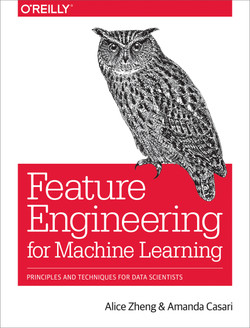 O'REILLY®
Feature
Engineering
for Machine Learning
PRINCIPLES AND TECHNIQUES FOR DATA SCIENTISTS
Alice Zheng & Amanda Casari